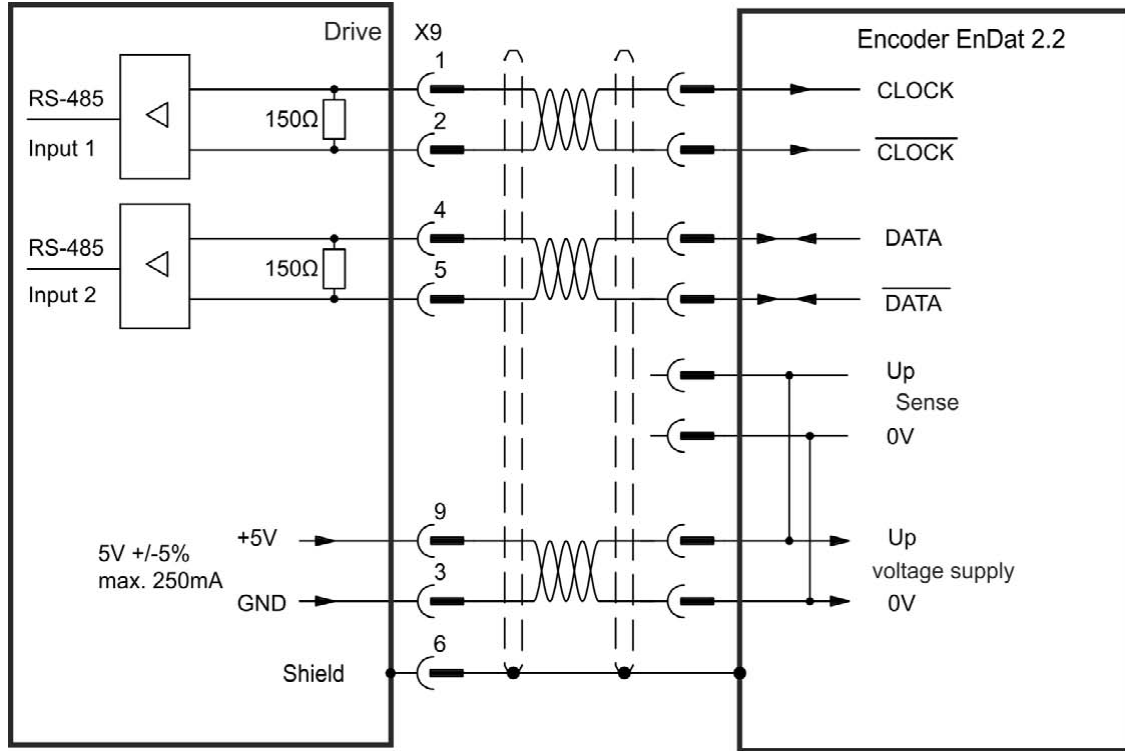 Drive
X9
Encoder EnDat 2.2
RS-485
Input 1
150Ω
1
2
CLOCK
CLOCK
RS-485
Input 2
150Ω
4
5
DATA
DATA
Up
Sense
0V
5V +/-5%
max. 250mA
+5V
GND
9
3
Up
voltage supply
0V
Shield
6